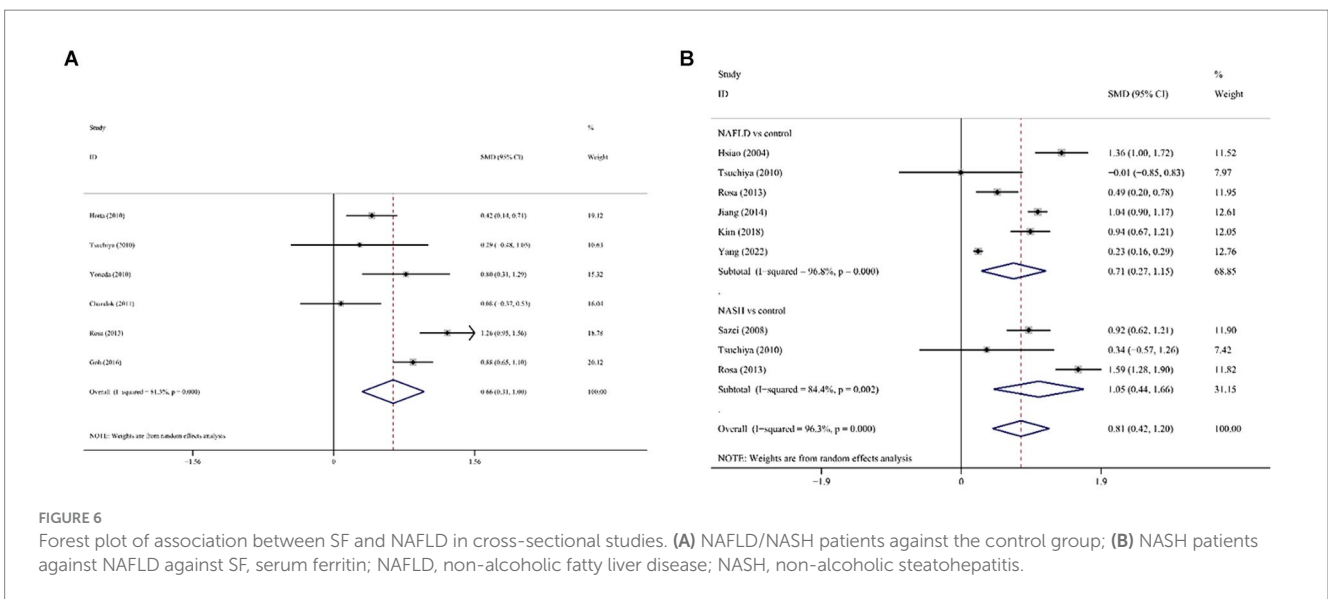 A
Study
%
ID
SMD (95% CI)
Weight
(2010)
0.42 (0.14, 0.71)
19.12
Tsuchiya (2010)
0.29 (−0.48, 1.05)
10.63
Yoneda (2010)
0.80 (0.31, 1.29)
15.32
(2011)
0.08 (−0.37, 0.53)
16.04
Rosa (2013)
1.26 (0.95, 1.56)
18.76
Goh (2016)
0.88 (0.65, 1.10)
20.12
Overall (I−squared = 81.3%, p = 0.000)
0.66 (0.31, 1.00)
100.00
NOTE: Weights are from random effects analysis
−1.56
0
1.56
B
Study
%
ID
SMD (95% CI)
Weight
NAFLD vs control
Hsiao (2004)
1.36 (1.00, 1.72)
11.52
Tsuchiya (2010)
−0.01 (−0.85, 0.83)
7.97
Rosa (2013)
0.49 (0.20, 0.78)
11.95
Jiang (2014)
1.04 (0.90, 1.17)
12.61
Kim (2018)
0.94 (0.67, 1.21)
12.05
Yang (2022)
0.23 (0.16, 0.29)
12.76
Subtotal (I−squared = 96.8%, p = 0.000)
0.71 (0.27, 1.15)
68.85
.
NASH vs control
Sazci (2008)
0.92 (0.62, 1.21)
11.90
Tsuchiya (2010)
0.34 (−0.57, 1.26)
7.42
Rosa (2013)
1.59 (1.28, 1.90)
11.82
Subtotal (I−squared = 84.4%, p = 0.002)
1.05 (0.44, 1.66)
31.15
.
Overall (I−squared = 96.3%, p = 0.000)
0.81 (0.42, 1.20)
100.00
NOTE: Weights are from random effects analysis
−1.9
0
1.9
FIGURE 6
Forest plot of association between SF and NAFLD in cross-sectional studies. (A) NAFLD/NASH patients against the control group; (B) NASH patients
against NAFLD against SF, serum ferritin; NAFLD, non-alcoholic fatty liver disease; NASH, non-alcoholic steatohepatitis.